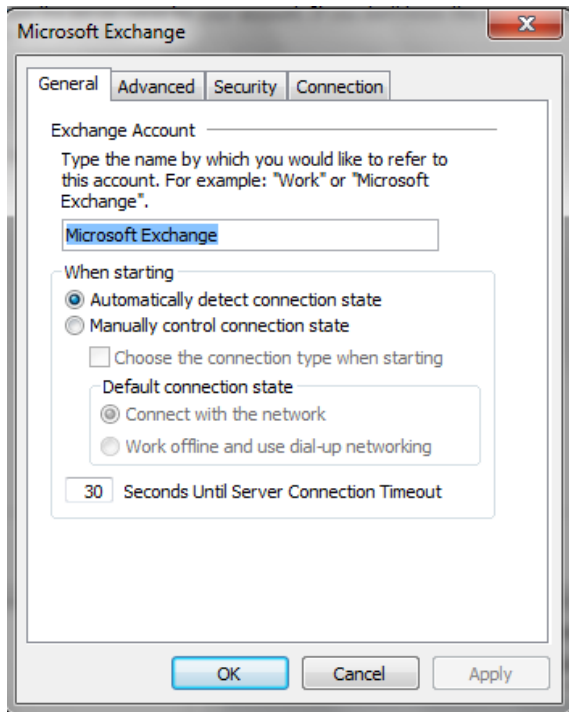 Microsoft Exchange
General Advanced Security Connection
Exchange Account
Type the name by which you would like to refer to
this account. For example: "Work" or "Microsoft
Exchange".
Microsoft Exchange
When starting
Automatically detect connection state
Manually control connection state
Choose the connection type when starting
Default connection state
Connect with the network
Work offline and use dial-up networking
30 Seconds Until Server Connection Timeout
OK Cancel Apply